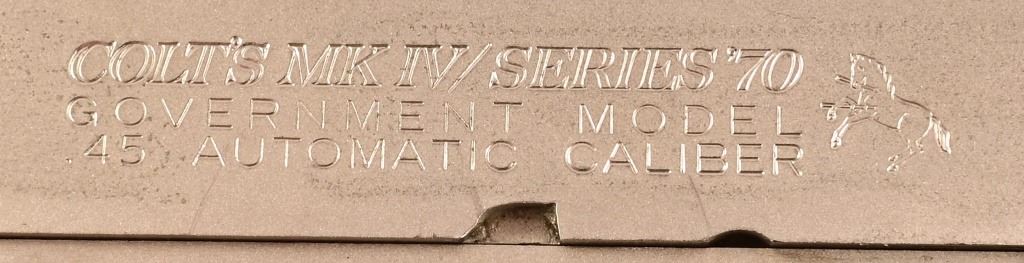 COLT'S MK IV/SERIES '70
GOVERNMENT MODEL
.45 AUTOMATIC CALIBER